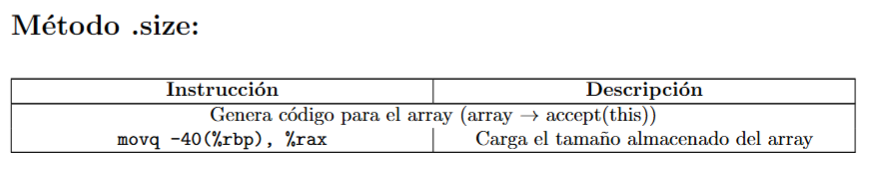 Método .size:
Instrucción Descripción
Genera código para el array (array → accept(this))
movq -40(%rbp), %rax Carga el tamaño almacenado del array